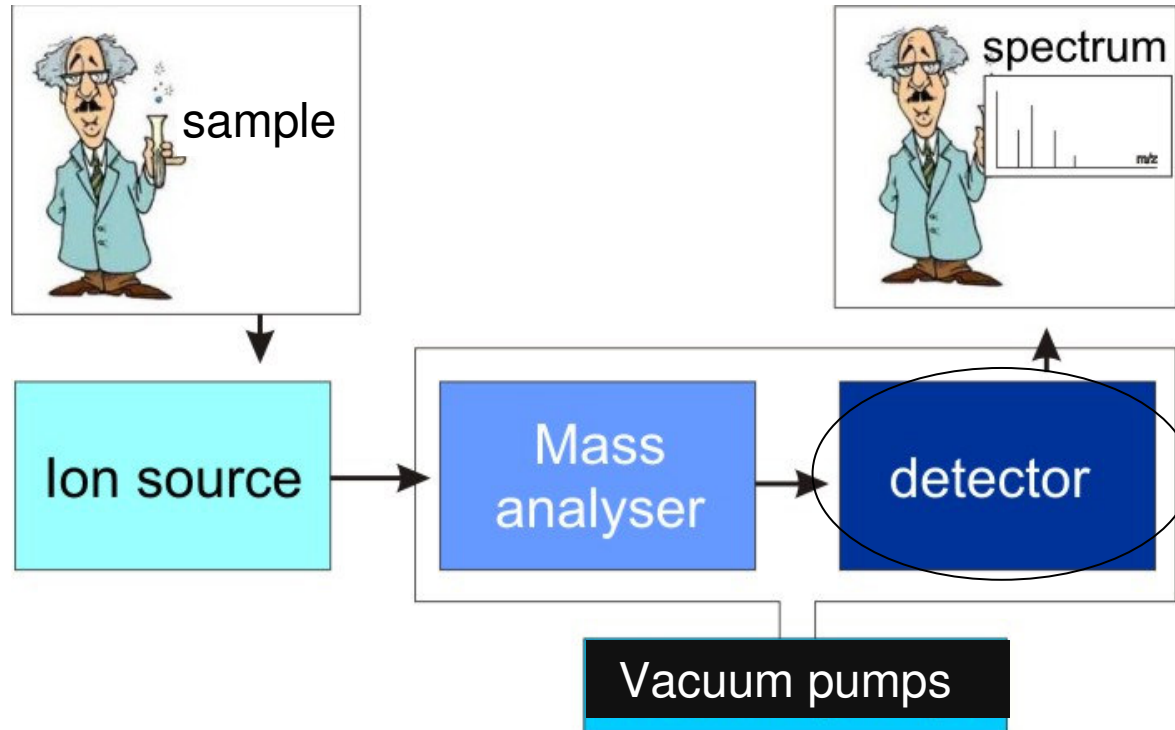 sample
spectrum
m/z
Ion source
Mass
analyser
detector
Vacuum pumps